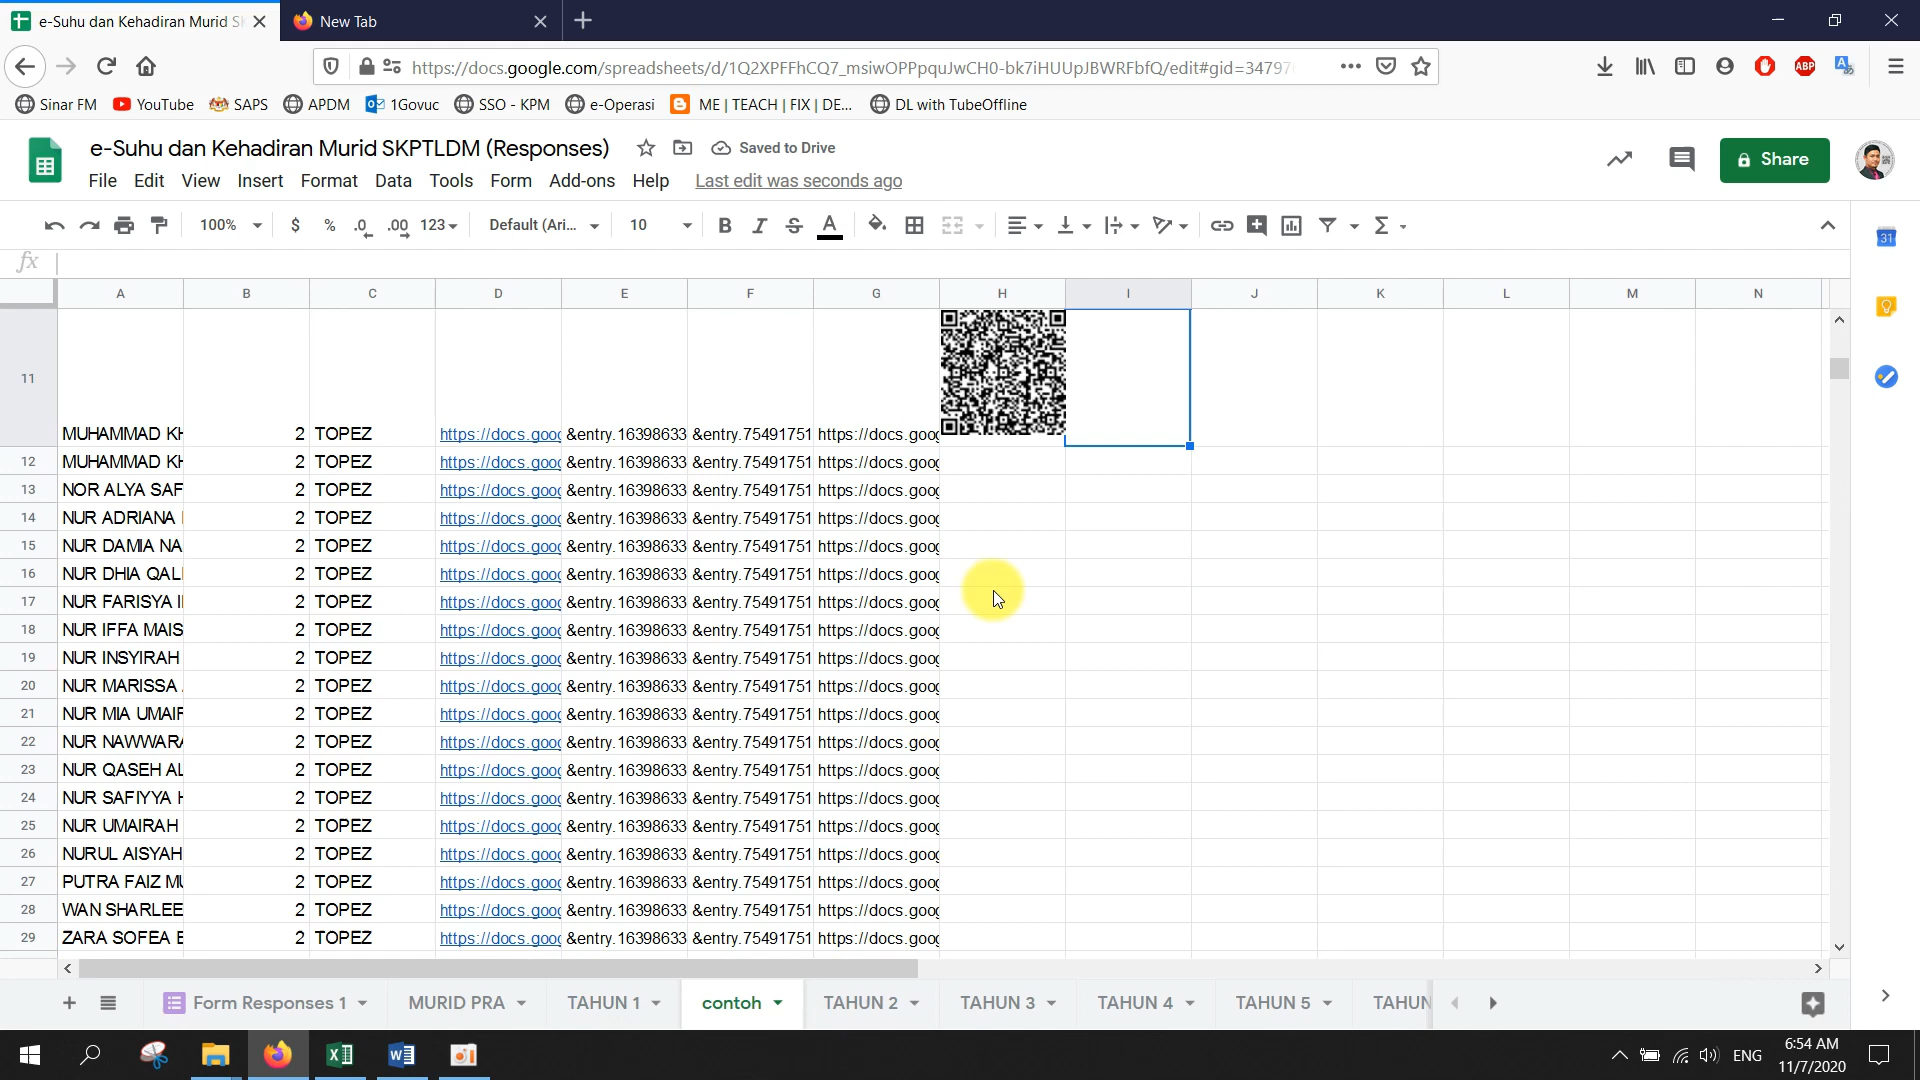 e-Suhu dan Kehadiran Murid SK
New Tab
https://docs.google.com/spreadsheets/d/1Q2XPFFhCQ7_msiwOPPpquJwCH0-bk7iHUUpJBWRFbfQ/edit#gid=34797
Sinar FM YouTube SAPS APDM 1Govuc SSO - KPM e-Operasi ME | TEACH | FIX | DE... DL with TubeOffline
e-Suhu dan Kehadiran Murid SKPTLDM (Responses) Saved to Drive
Share
File Edit View Insert Format Data Tools Form Add-ons Help Last edit was seconds ago
100% $ % .0 .00 123 Default (Ari... 10 B I S A
fx
A B C D E F G H I J K L M N
11 MUHAMMAD KH 2 TOPEZ https://docs.goog &entry.16398633 &entry.75491751 https://docs.goog
12 MUHAMMAD KH 2 TOPEZ https://docs.goog &entry.16398633 &entry.75491751 https://docs.goog
13 NOR ALYA SAF 2 TOPEZ https://docs.goog &entry.16398633 &entry.75491751 https://docs.goog
14 NUR ADRIANA 2 TOPEZ https://docs.goog &entry.16398633 &entry.75491751 https://docs.goog
15 NUR DAMIA NA 2 TOPEZ https://docs.goog &entry.16398633 &entry.75491751 https://docs.goog
16 NUR DHIA QALI 2 TOPEZ https://docs.goog &entry.16398633 &entry.75491751 https://docs.goog
17 NUR FARISYA I 2 TOPEZ https://docs.goog &entry.16398633 &entry.75491751 https://docs.goog
18 NUR IFFA MAIS 2 TOPEZ https://docs.goog &entry.16398633 &entry.75491751 https://docs.goog
19 NUR INSYIRAH 2 TOPEZ https://docs.goog &entry.16398633 &entry.75491751 https://docs.goog
20 NUR MARISSA 2 TOPEZ https://docs.goog &entry.16398633 &entry.75491751 https://docs.goog
21 NUR MIA UMAIR 2 TOPEZ https://docs.goog &entry.16398633 &entry.75491751 https://docs.goog
22 NUR NAWWARA 2 TOPEZ https://docs.goog &entry.16398633 &entry.75491751 https://docs.goog
23 NUR QASEH AL 2 TOPEZ https://docs.goog &entry.16398633 &entry.75491751 https://docs.goog
24 NUR SAFIYYA H 2 TOPEZ https://docs.goog &entry.16398633 &entry.75491751 https://docs.goog
25 NUR UMAIRAH 2 TOPEZ https://docs.goog &entry.16398633 &entry.75491751 https://docs.goog
26 NURUL AISYAH 2 TOPEZ https://docs.goog &entry.16398633 &entry.75491751 https://docs.goog
27 PUTRA FAIZ MU 2 TOPEZ https://docs.goog &entry.16398633 &entry.75491751 https://docs.goog
28 WAN SHARLEE 2 TOPEZ https://docs.goog &entry.16398633 &entry.75491751 https://docs.goog
29 ZARA SOFEA B 2 TOPEZ https://docs.goog &entry.16398633 &entry.75491751 https://docs.goog
Form Responses 1 MURID PRA TAHUN 1 contoh TAHUN 2 TAHUN 3 TAHUN 4 TAHUN 5 TAHUN
ENG
6:54 AM
11/7/2020
ABP
31